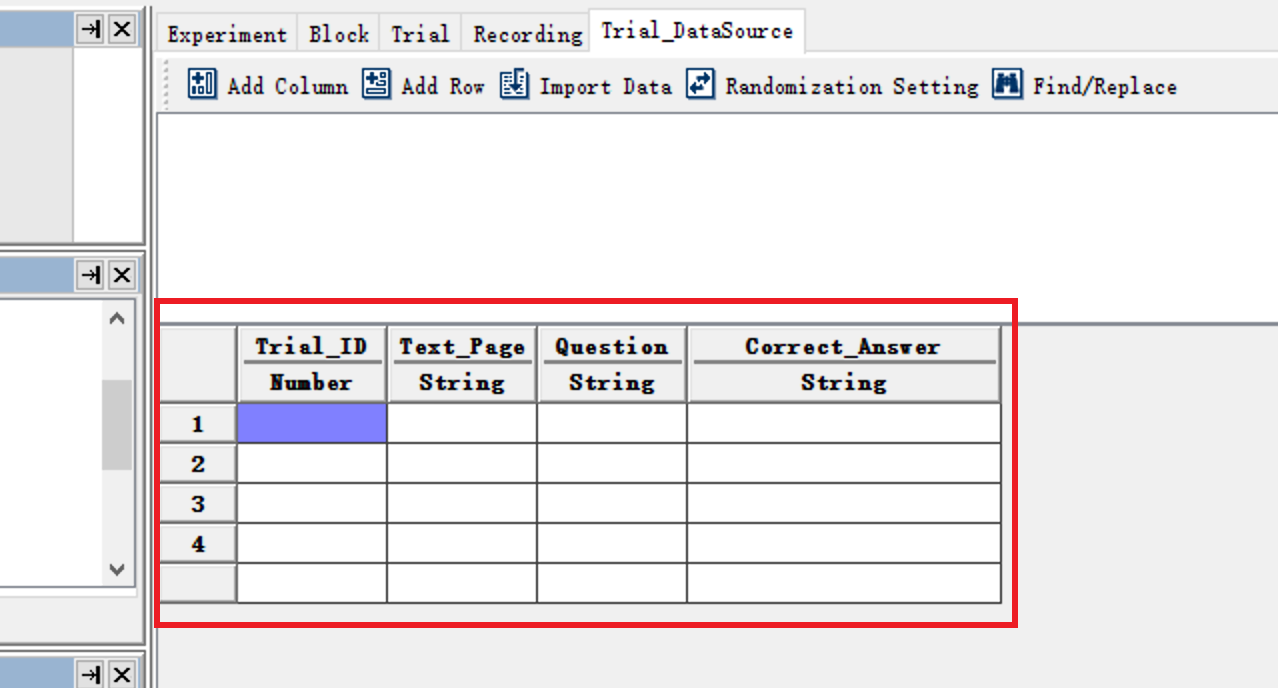 Experiment Block Trial Recording Trial_DataSource
Add Column Add Row Import Data Randomization Setting Find/Replace
Trial_ID Text_Page Question Correct_Answer
Number String String String
1
2
3
4